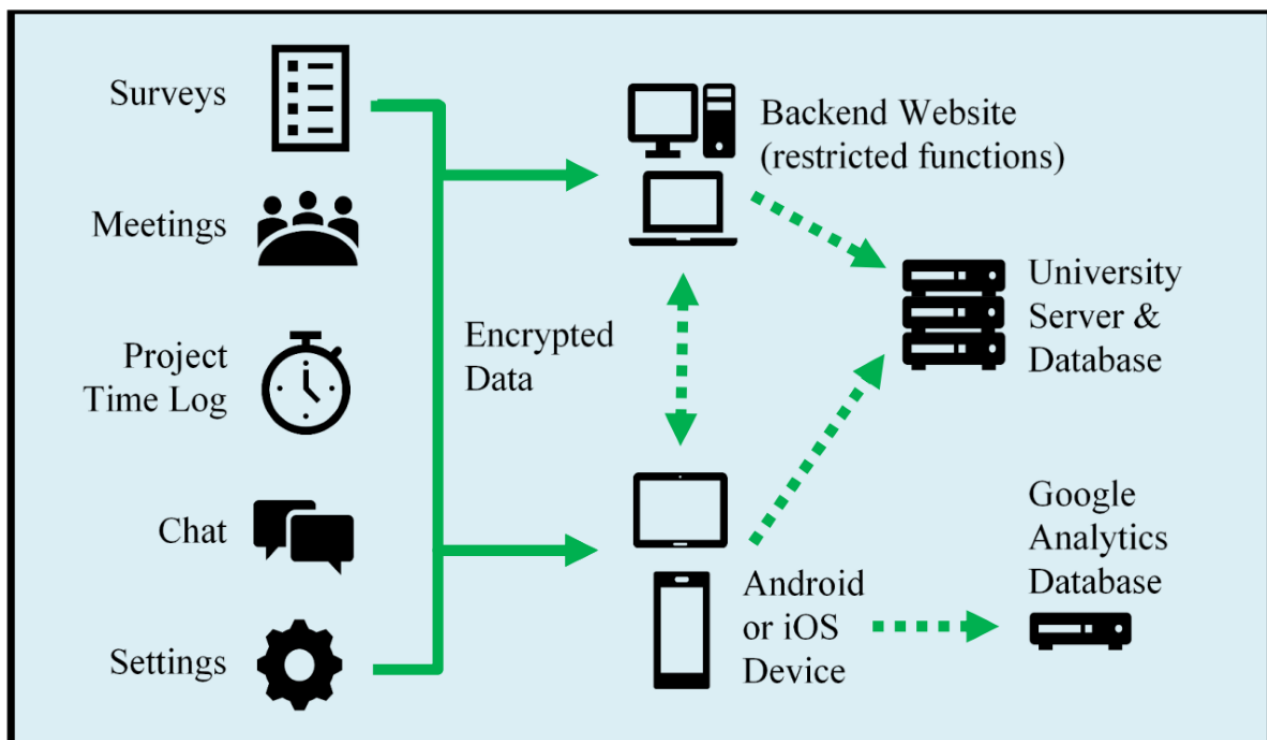 Surveys
Meetings
Project
Time Log
Chat
Settings
Encrypted
Data
Backend Website
(restricted functions)
University
Server &
Database
Android
or iOS
Device
Google
Analytics
Database